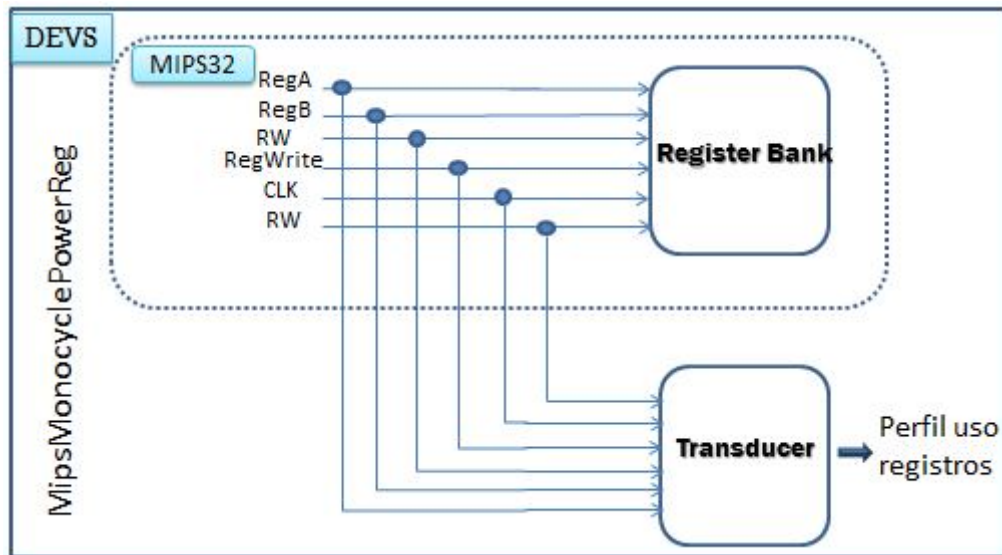 DEVS
MIPS32
RegA
RegB
RW
RegWrite
CLK
RW
Register Bank
MipsMonocyclePowerReg
Transducer
Perfil uso
registros